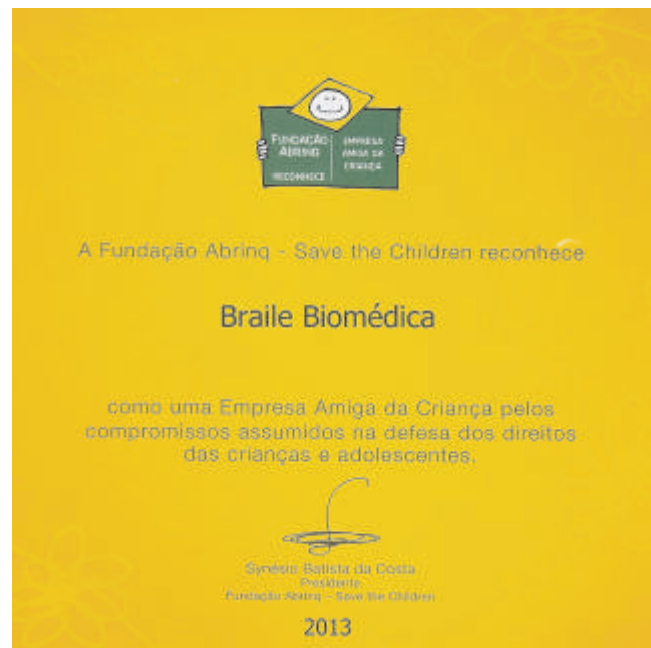 FUNDAÇÃO
ABRINQ
RECONHECE
EMPRESA
AMIGA DA
CRIANÇA
A Fundação Abrinq - Save the Children reconhece
Braile Biomédica
como uma Empresa Amiga da Criança pelos
compromissos assumidos na defesa dos direitos
das crianças e adolescentes.
Synésio Batista da Costa
Presidente
Fundação Abrinq - Save the Children
2013